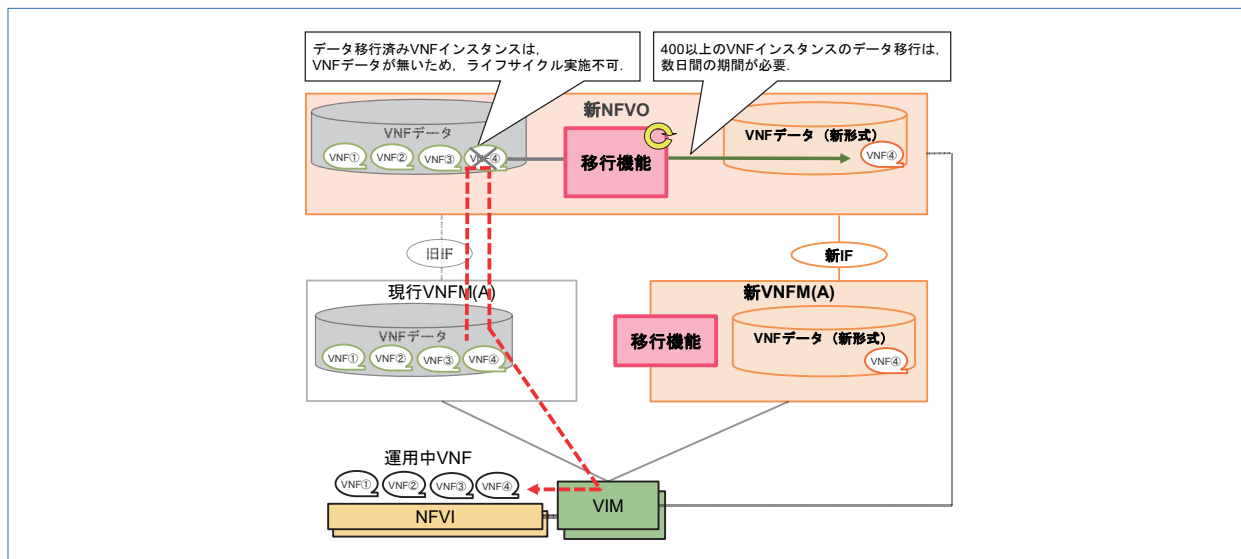 データ移行済みVNFインスタンスは,
VNFデータが無いため, ライフサイクル実施不可.
400以上のVNFインスタンスのデータ移行は,
数日間の期間が必要.
新NFVO
VNFデータ
VNF①
VNF②
VNF③
VNF④
移行機能
VNFデータ（新形式）
VNF④
旧IF
新IF
現行VNFM(A)
VNFデータ
VNF①
VNF②
VNF③
VNF④
新VNFM(A)
移行機能
VNFデータ（新形式）
VNF④
運用中VNF
VNF①
VNF②
VNF③
VNF④
NFVI
VIM